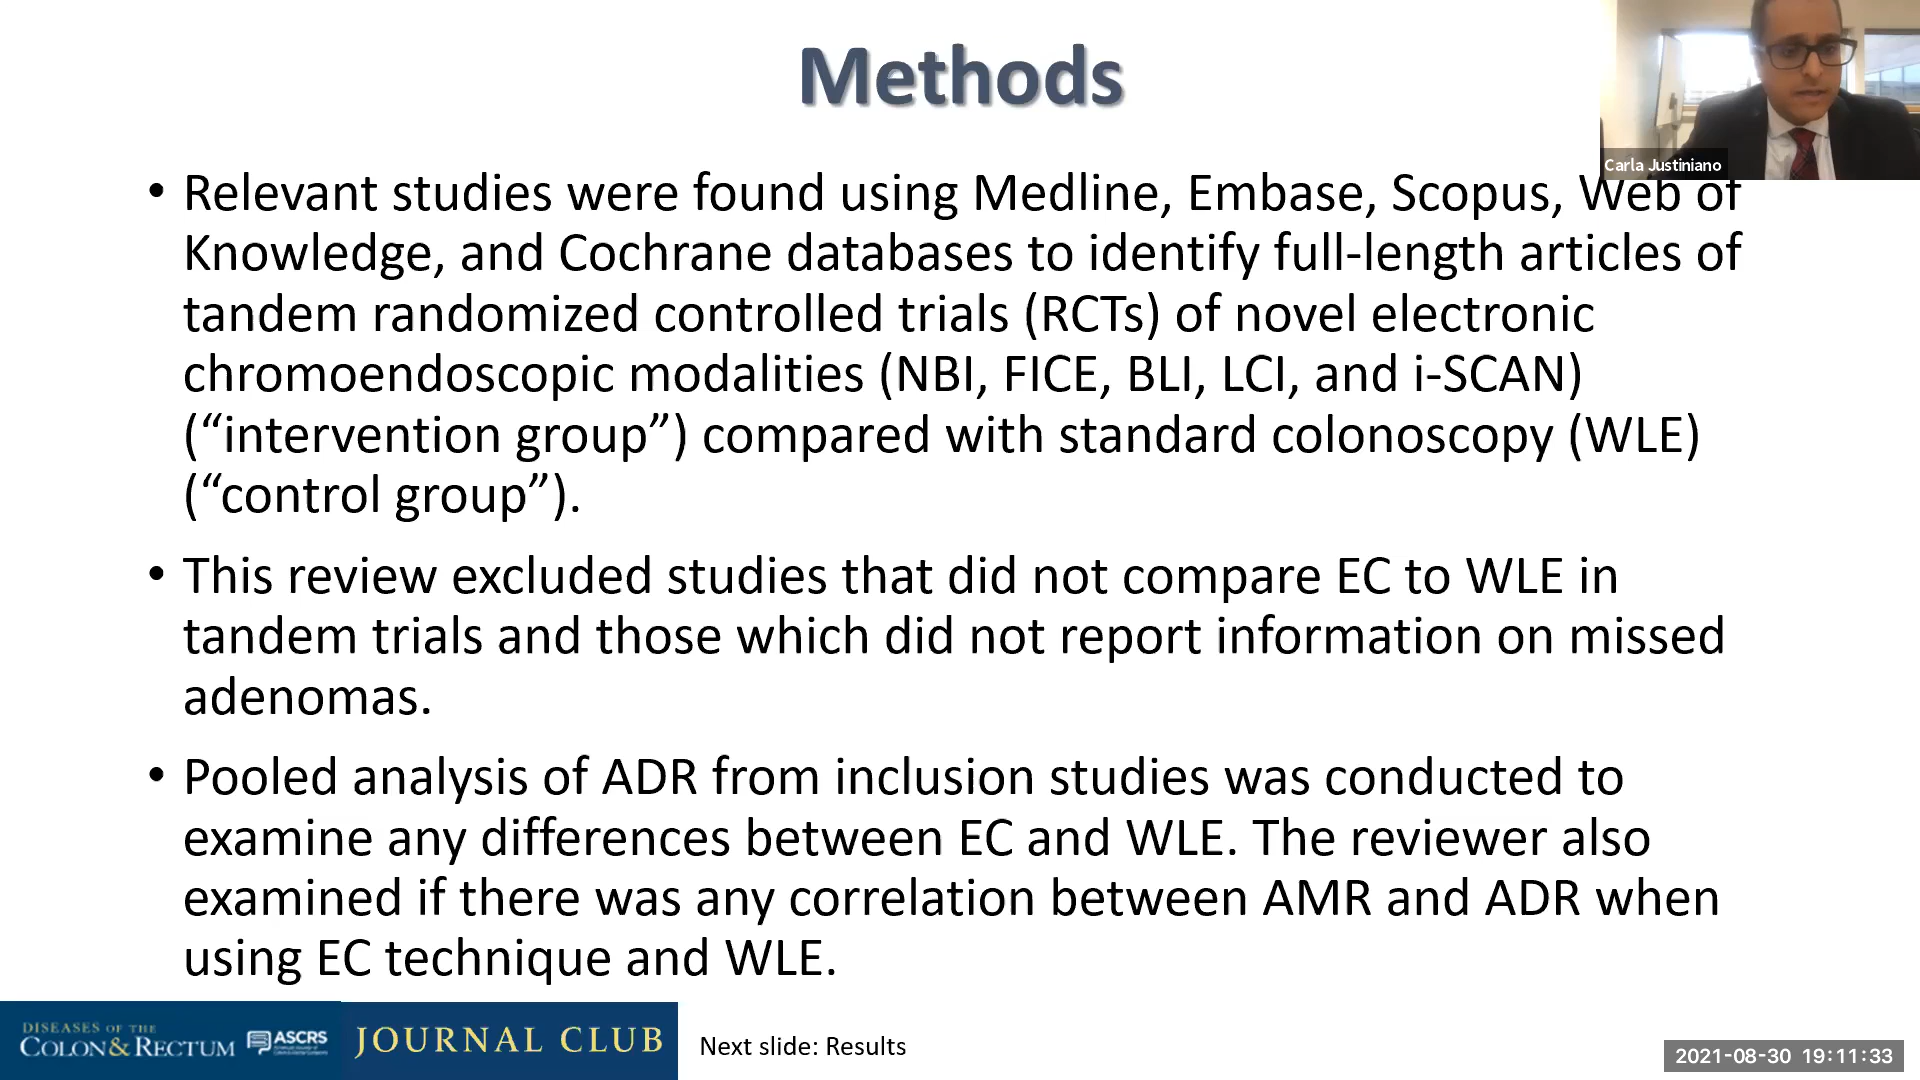 Methods
Carla Justiniano
• Relevant studies were found using Medline, Embase, Scopus, Web of
Knowledge, and Cochrane databases to identify full-length articles of
tandem randomized controlled trials (RCTs) of novel electronic
chromoendoscopic modalities (NBI, FICE, BLI, LCI, and i-SCAN)
(“intervention group”) compared with standard colonoscopy (WLE)
(“control group”).
• This review excluded studies that did not compare EC to WLE in
tandem trials and those which did not report information on missed
adenomas.
• Pooled analysis of ADR from inclusion studies was conducted to
examine any differences between EC and WLE. The reviewer also
examined if there was any correlation between AMR and ADR when
using EC technique and WLE.
DISEASES OF THE
COLON&RECTUM
ASCRS
JOURNAL CLUB
Next slide: Results
2021-08-30 19:11:33